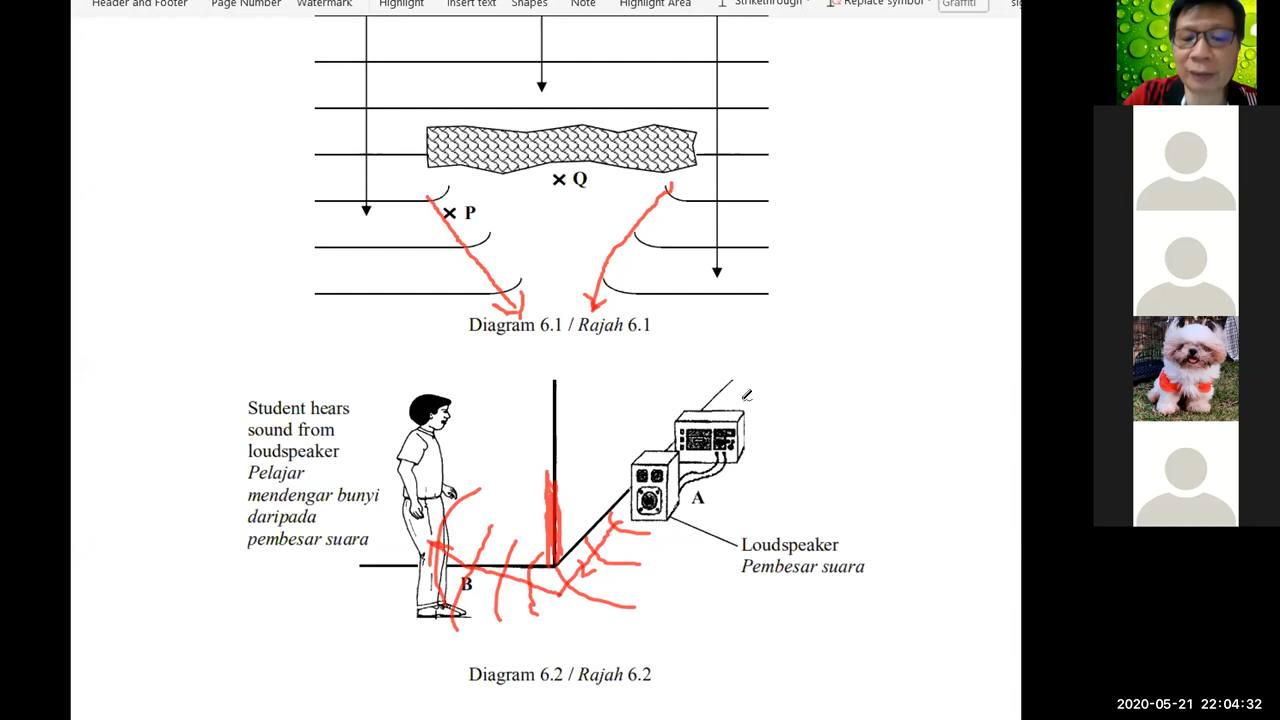 Header and Footer Page Number Watermark Highlight Insert text Shapes Note Highlight Area Strikethrough Replace symbol Graffiti
Q
P
Diagram 6.1 / Rajah 6.1
Student hears
sound from
loudspeaker
Pelajar
mendengar bunyi
daripada
pembesar suara
A
B
Loudspeaker
Pembesar suara
Diagram 6.2 / Rajah 6.2
2020-05-21 22:04:32